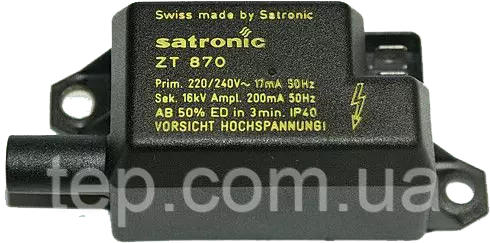 Swiss made by Satronic
satronic
ZT 870
Prim. 220/240V~ 17mA 50Hz
Sek. 16kV Ampl. 200mA 50Hz
AB 50% ED in 3min. IP40
VORSICHT HOCHSPANNUNG!
tep.com.ua